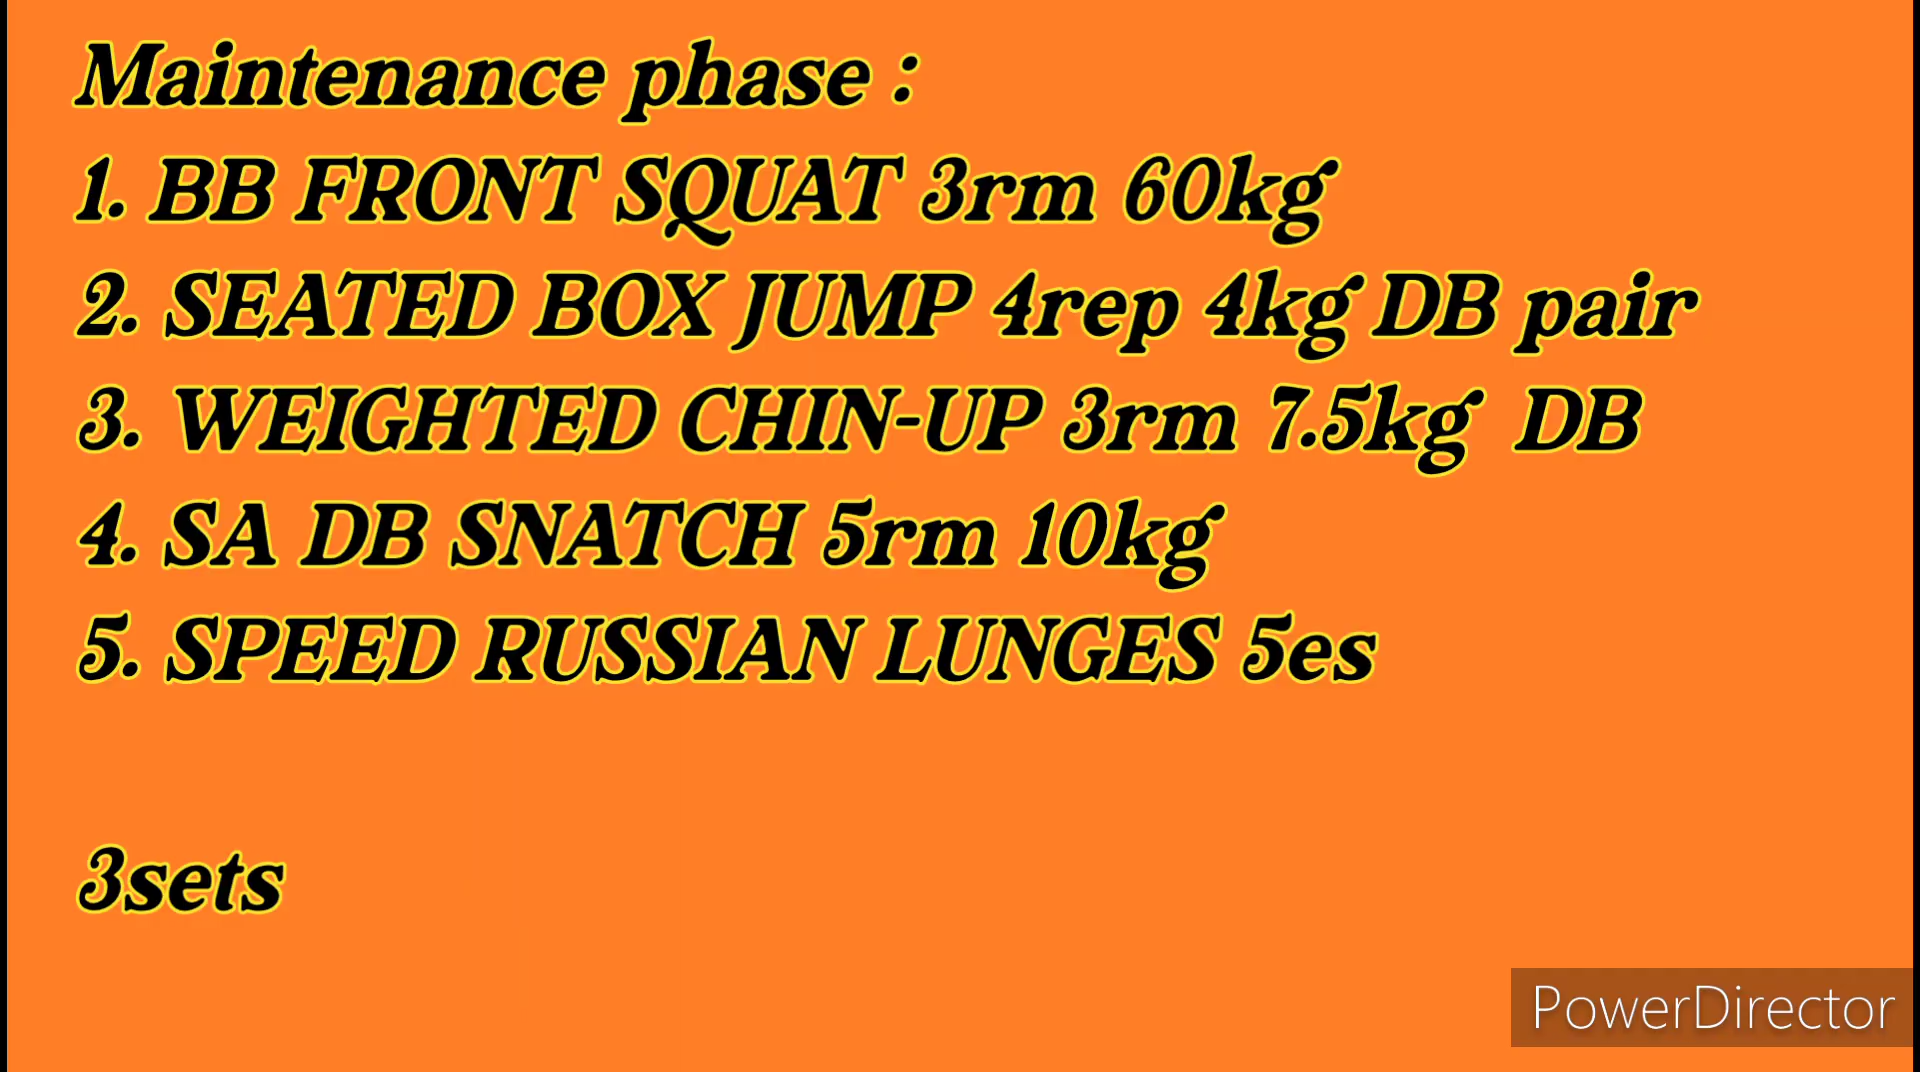 Maintenance phase :
1. BB FRONT SQUAT 3rm 60kg
2. SEATED BOX JUMP 4rep 4kg DB pair
3. WEIGHTED CHIN-UP 3rm 7.5kg DB
4. SA DB SNATCH 5rm 10kg
5. SPEED RUSSIAN LUNGES 5es
3sets
PowerDirector